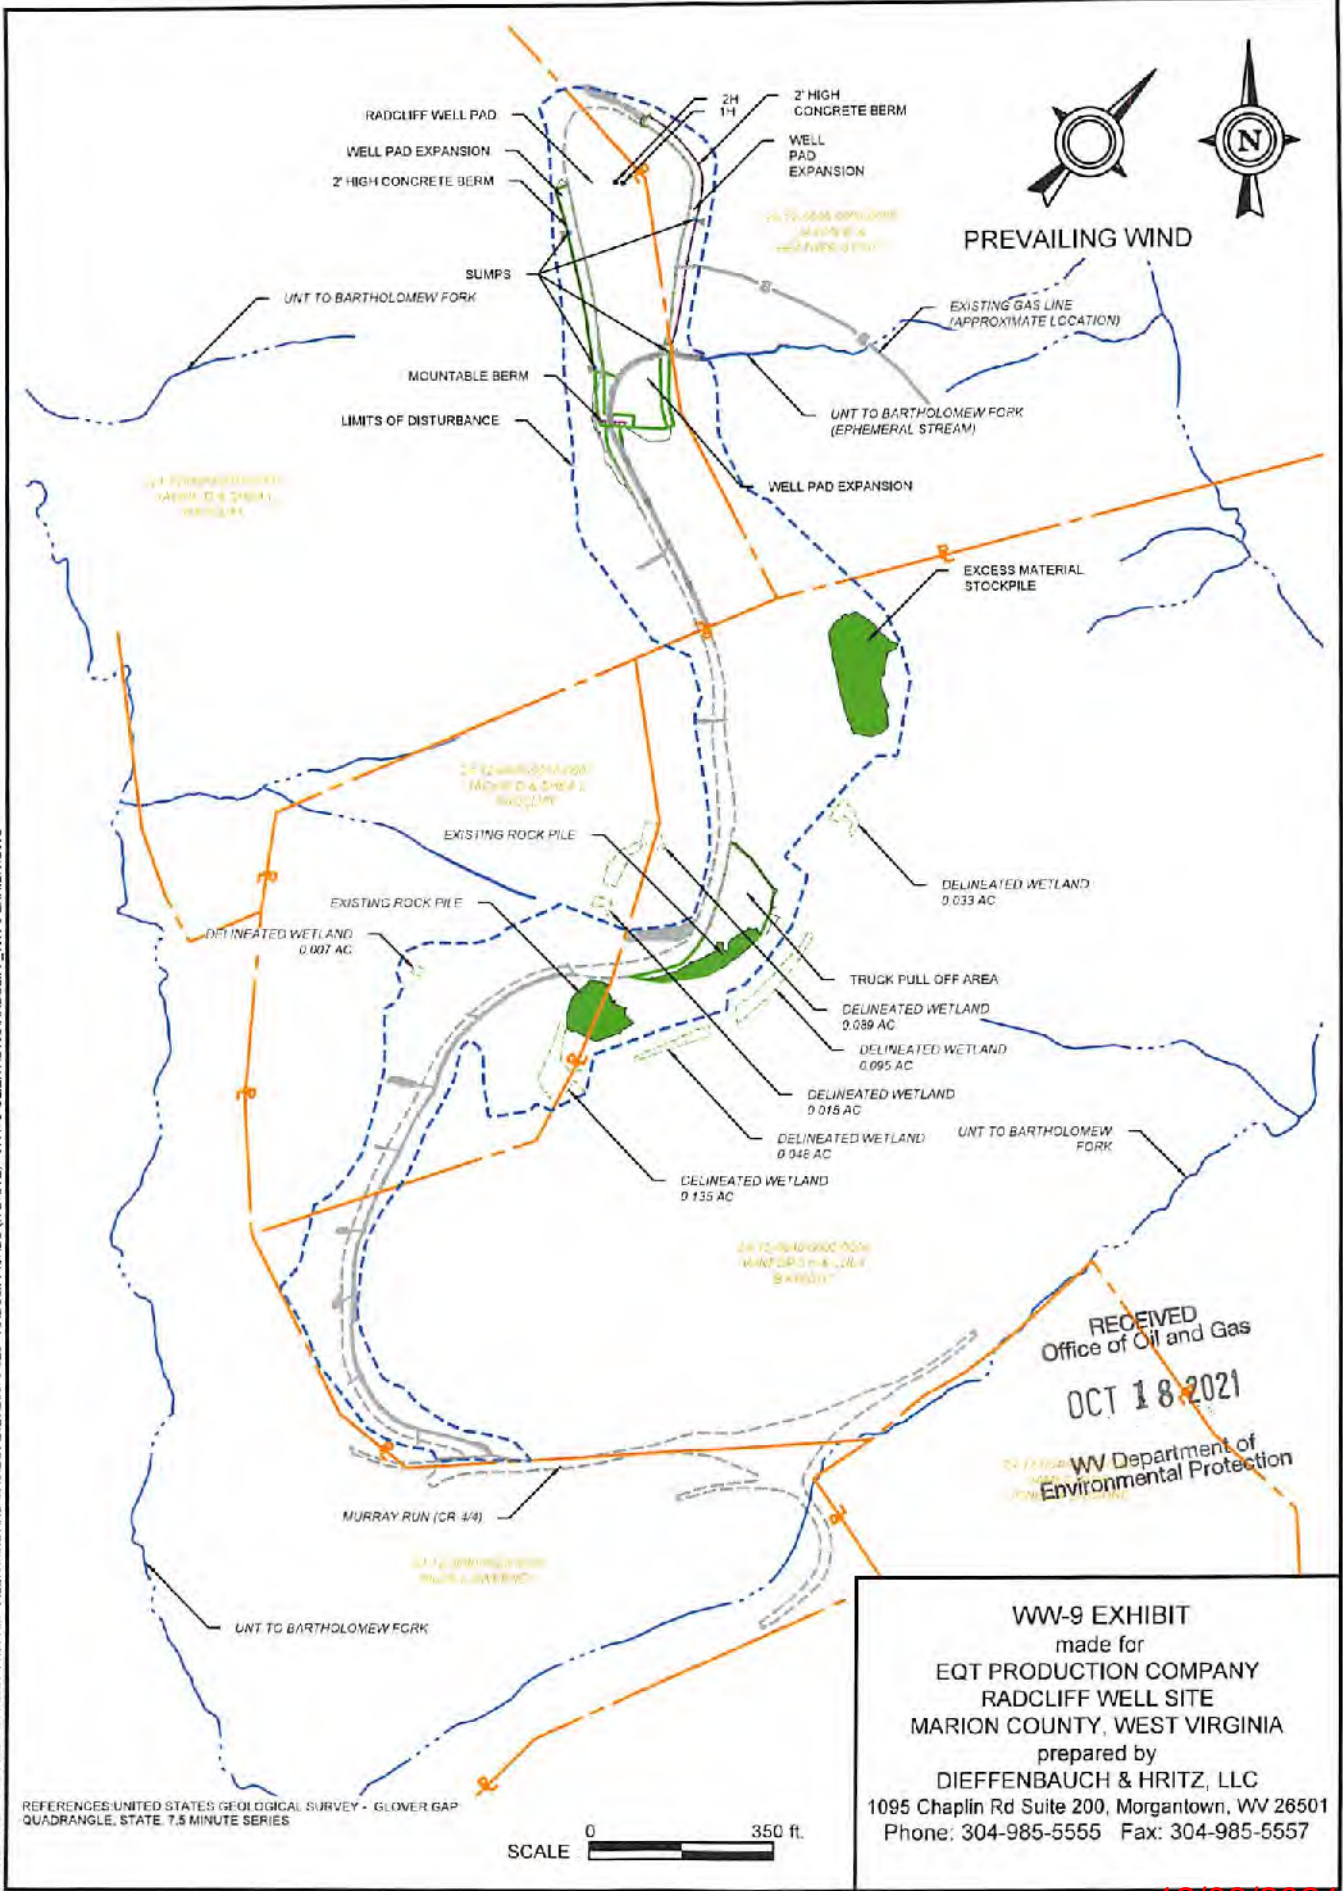 RADCLIFF WELL PAD
WELL PAD EXPANSION
2' HIGH CONCRETE BERM
2H
1H
2' HIGH
CONCRETE BERM
WELL
PAD
EXPANSION
N
PREVAILING WIND
SUMPS
UNT TO BARTHOLOMEW FORK
EXISTING GAS LINE
(APPROXIMATE LOCATION)
MOUNTABLE BERM
LIMITS OF DISTURBANCE
UNT TO BARTHOLOMEW FORK
(EPHEMERAL STREAM)
WELL PAD EXPANSION
EXCESS MATERIAL
STOCKPILE
EXISTING ROCK PILE
EXISTING ROCK PILE
DELINEATED WETLAND
0.007 AC
DELINEATED WETLAND
0.033 AC
TRUCK PULL OFF AREA
DELINEATED WETLAND
0.089 AC
DELINEATED WETLAND
0.095 AC
DELINEATED WETLAND
0.015 AC
DELINEATED WETLAND
0.048 AC
DELINEATED WETLAND
0.135 AC
UNT TO BARTHOLOMEW
FORK
RECEIVED
Office of Oil and Gas
OCT 18 2021
WV Department of
Environmental Protection
MURRAY RUN (CR 4/4)
UNT TO BARTHOLOMEW FORK
WW-9 EXHIBIT
made for
EQT PRODUCTION COMPANY
RADCLIFF WELL SITE
MARION COUNTY, WEST VIRGINIA
prepared by
DIEFFENBAUCH & HRITZ, LLC
1095 Chaplin Rd Suite 200, Morgantown, WV 26501
Phone: 304-985-5555 Fax: 304-985-5557
REFERENCES:UNITED STATES GEOLOGICAL SURVEY - GLOVER GAP
QUADRANGLE, STATE, 7.5 MINUTE SERIES
0 350 ft.
SCALE